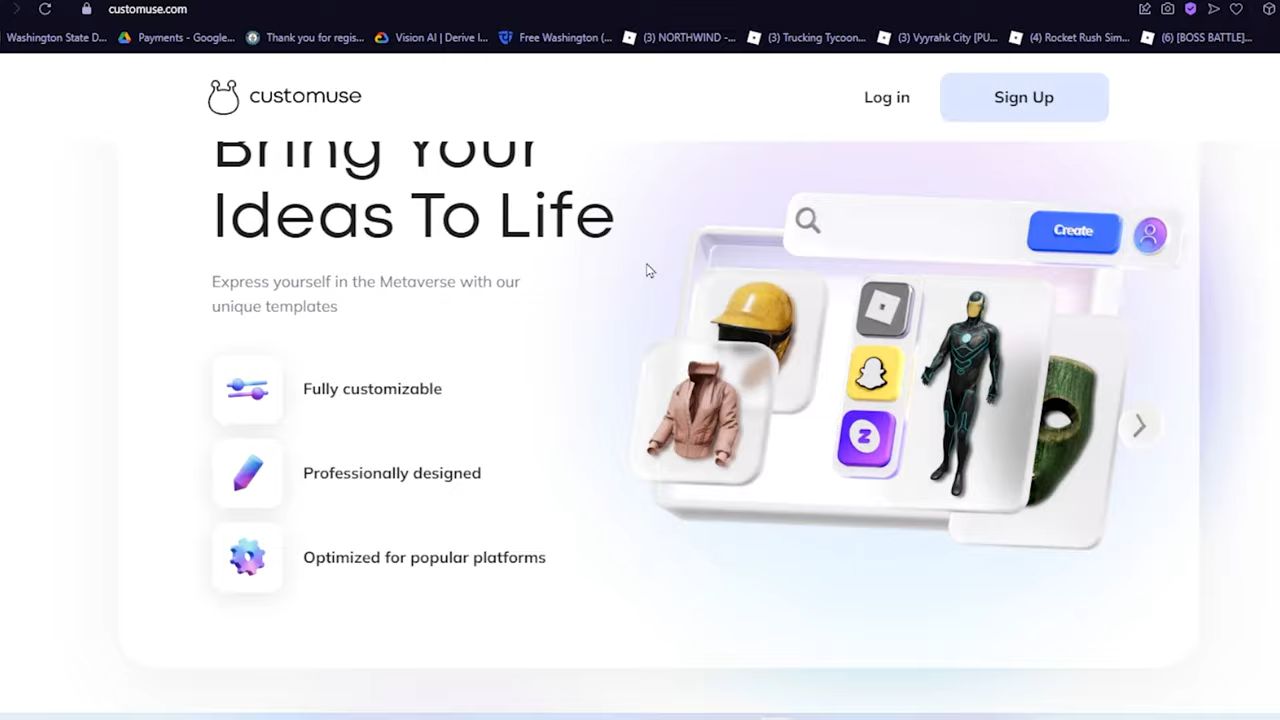 customuse.com
Washington State D...
Payments - Google...
Thank you for regis...
Vision AI | Derive I...
Free Washington (...
(3) NORTHWIND -...
(3) Trucking Tycoon...
(3) Vyyrahk City [PU...
(4) Rocket Rush Sim...
(6) [BOSS BATTLE]...
customuse
Log in
Sign Up
Bring Your
Ideas To Life
Express yourself in the Metaverse with our
unique templates
Create
Fully customizable
Z
Professionally designed
Optimized for popular platforms